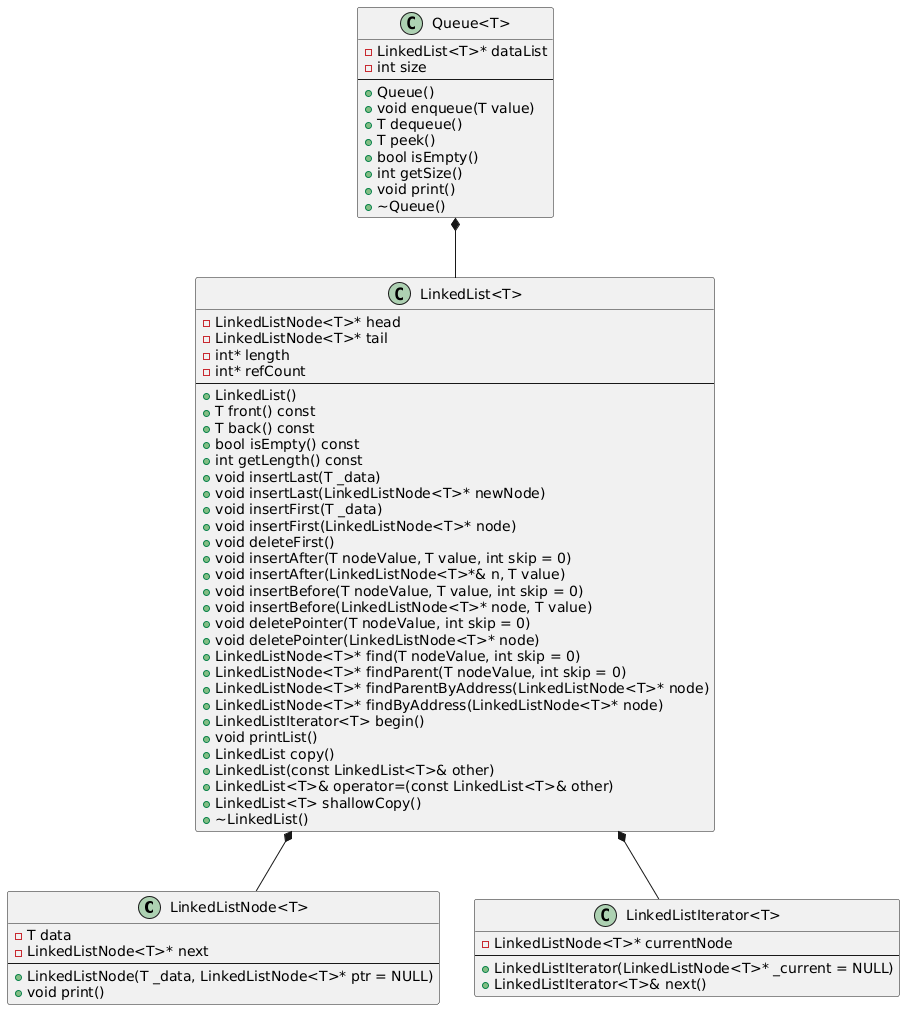 C Queue<T>
LinkedList<T>* dataList
int size
Queue()
void enqueue(T value)
T dequeue()
T peek()
bool isEmpty()
int getSize()
void print()
~Queue()
C LinkedList<T>
LinkedListNode<T>* head
LinkedListNode<T>* tail
int* length
int* refCount
LinkedList()
T front() const
T back() const
bool isEmpty() const
int getLength() const
void insertLast(T _data)
void insertLast(LinkedListNode<T>* newNode)
void insertFirst(T _data)
void insertFirst(LinkedListNode<T>* node)
void deleteFirst()
void insertAfter(T nodeValue, T value, int skip = 0)
void insertAfter(LinkedListNode<T>*& n, T value)
void insertBefore(T nodeValue, T value, int skip = 0)
void insertBefore(LinkedListNode<T>* node, T value)
void deletePointer(T nodeValue, int skip = 0)
void deletePointer(LinkedListNode<T>* node)
LinkedListNode<T>* find(T nodeValue, int skip = 0)
LinkedListNode<T>* findParent(T nodeValue, int skip = 0)
LinkedListNode<T>* findParentByAddress(LinkedListNode<T>* node)
LinkedListNode<T>* findByAddress(LinkedListNode<T>* node)
LinkedListIterator<T> begin()
void printList()
LinkedList copy()
LinkedList(const LinkedList<T>& other)
LinkedList<T>& operator=(const LinkedList<T>& other)
LinkedList<T> shallowCopy()
~LinkedList()
C LinkedListNode<T>
T data
LinkedListNode<T>* next
LinkedListNode(T _data, LinkedListNode<T>* ptr = NULL)
void print()
C LinkedListIterator<T>
LinkedListNode<T>* currentNode
LinkedListIterator(LinkedListNode<T>* _current = NULL)
LinkedListIterator<T>& next()